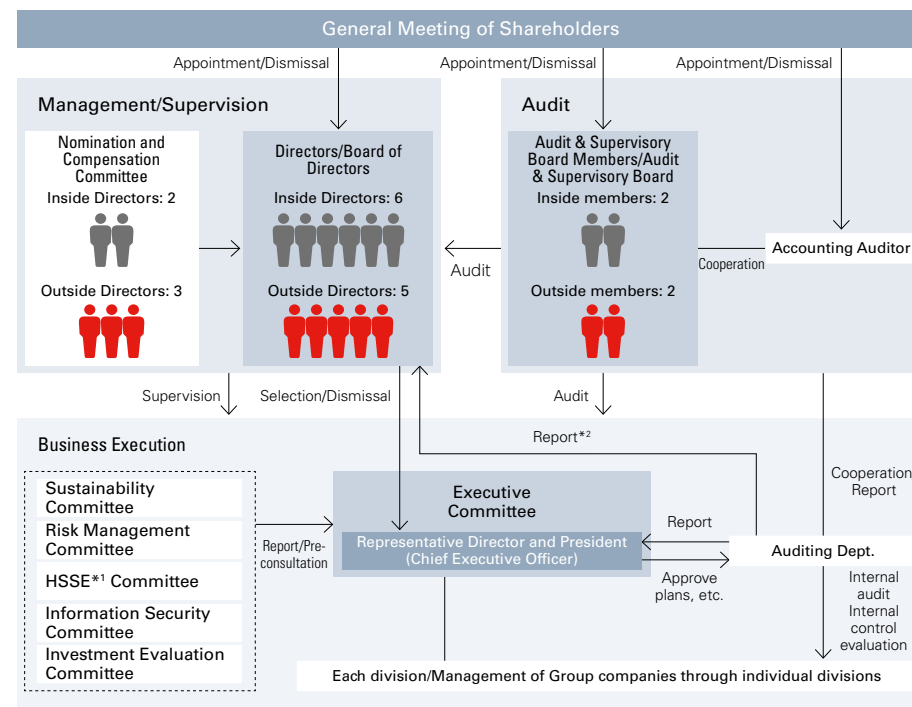 General Meeting of Shareholders
Appointment/Dismissal
Appointment/Dismissal
Appointment/Dismissal
Management/Supervision
Nomination and
Compensation
Committee
Inside Directors: 2
Outside Directors: 3
Directors/Board of
Directors
Inside Directors: 6
Outside Directors: 5
Audit
Audit
Audit & Supervisory
Board Members/Audit
& Supervisory Board
Inside members: 2
Outside members: 2
Cooperation
Accounting Auditor
Supervision
Selection/Dismissal
Audit
Business Execution
Report*2
Cooperation
Report
Sustainability
Committee
Risk Management
Committee
HSSE*1 Committee
Information Security
Committee
Investment Evaluation
Committee
Report/Pre-
consultation
Executive
Committee
Representative Director and President
(Chief Executive Officer)
Report
Approve
plans, etc.
Auditing Dept.
Internal
audit
Internal
control
evaluation
Each division/Management of Group companies through individual divisions